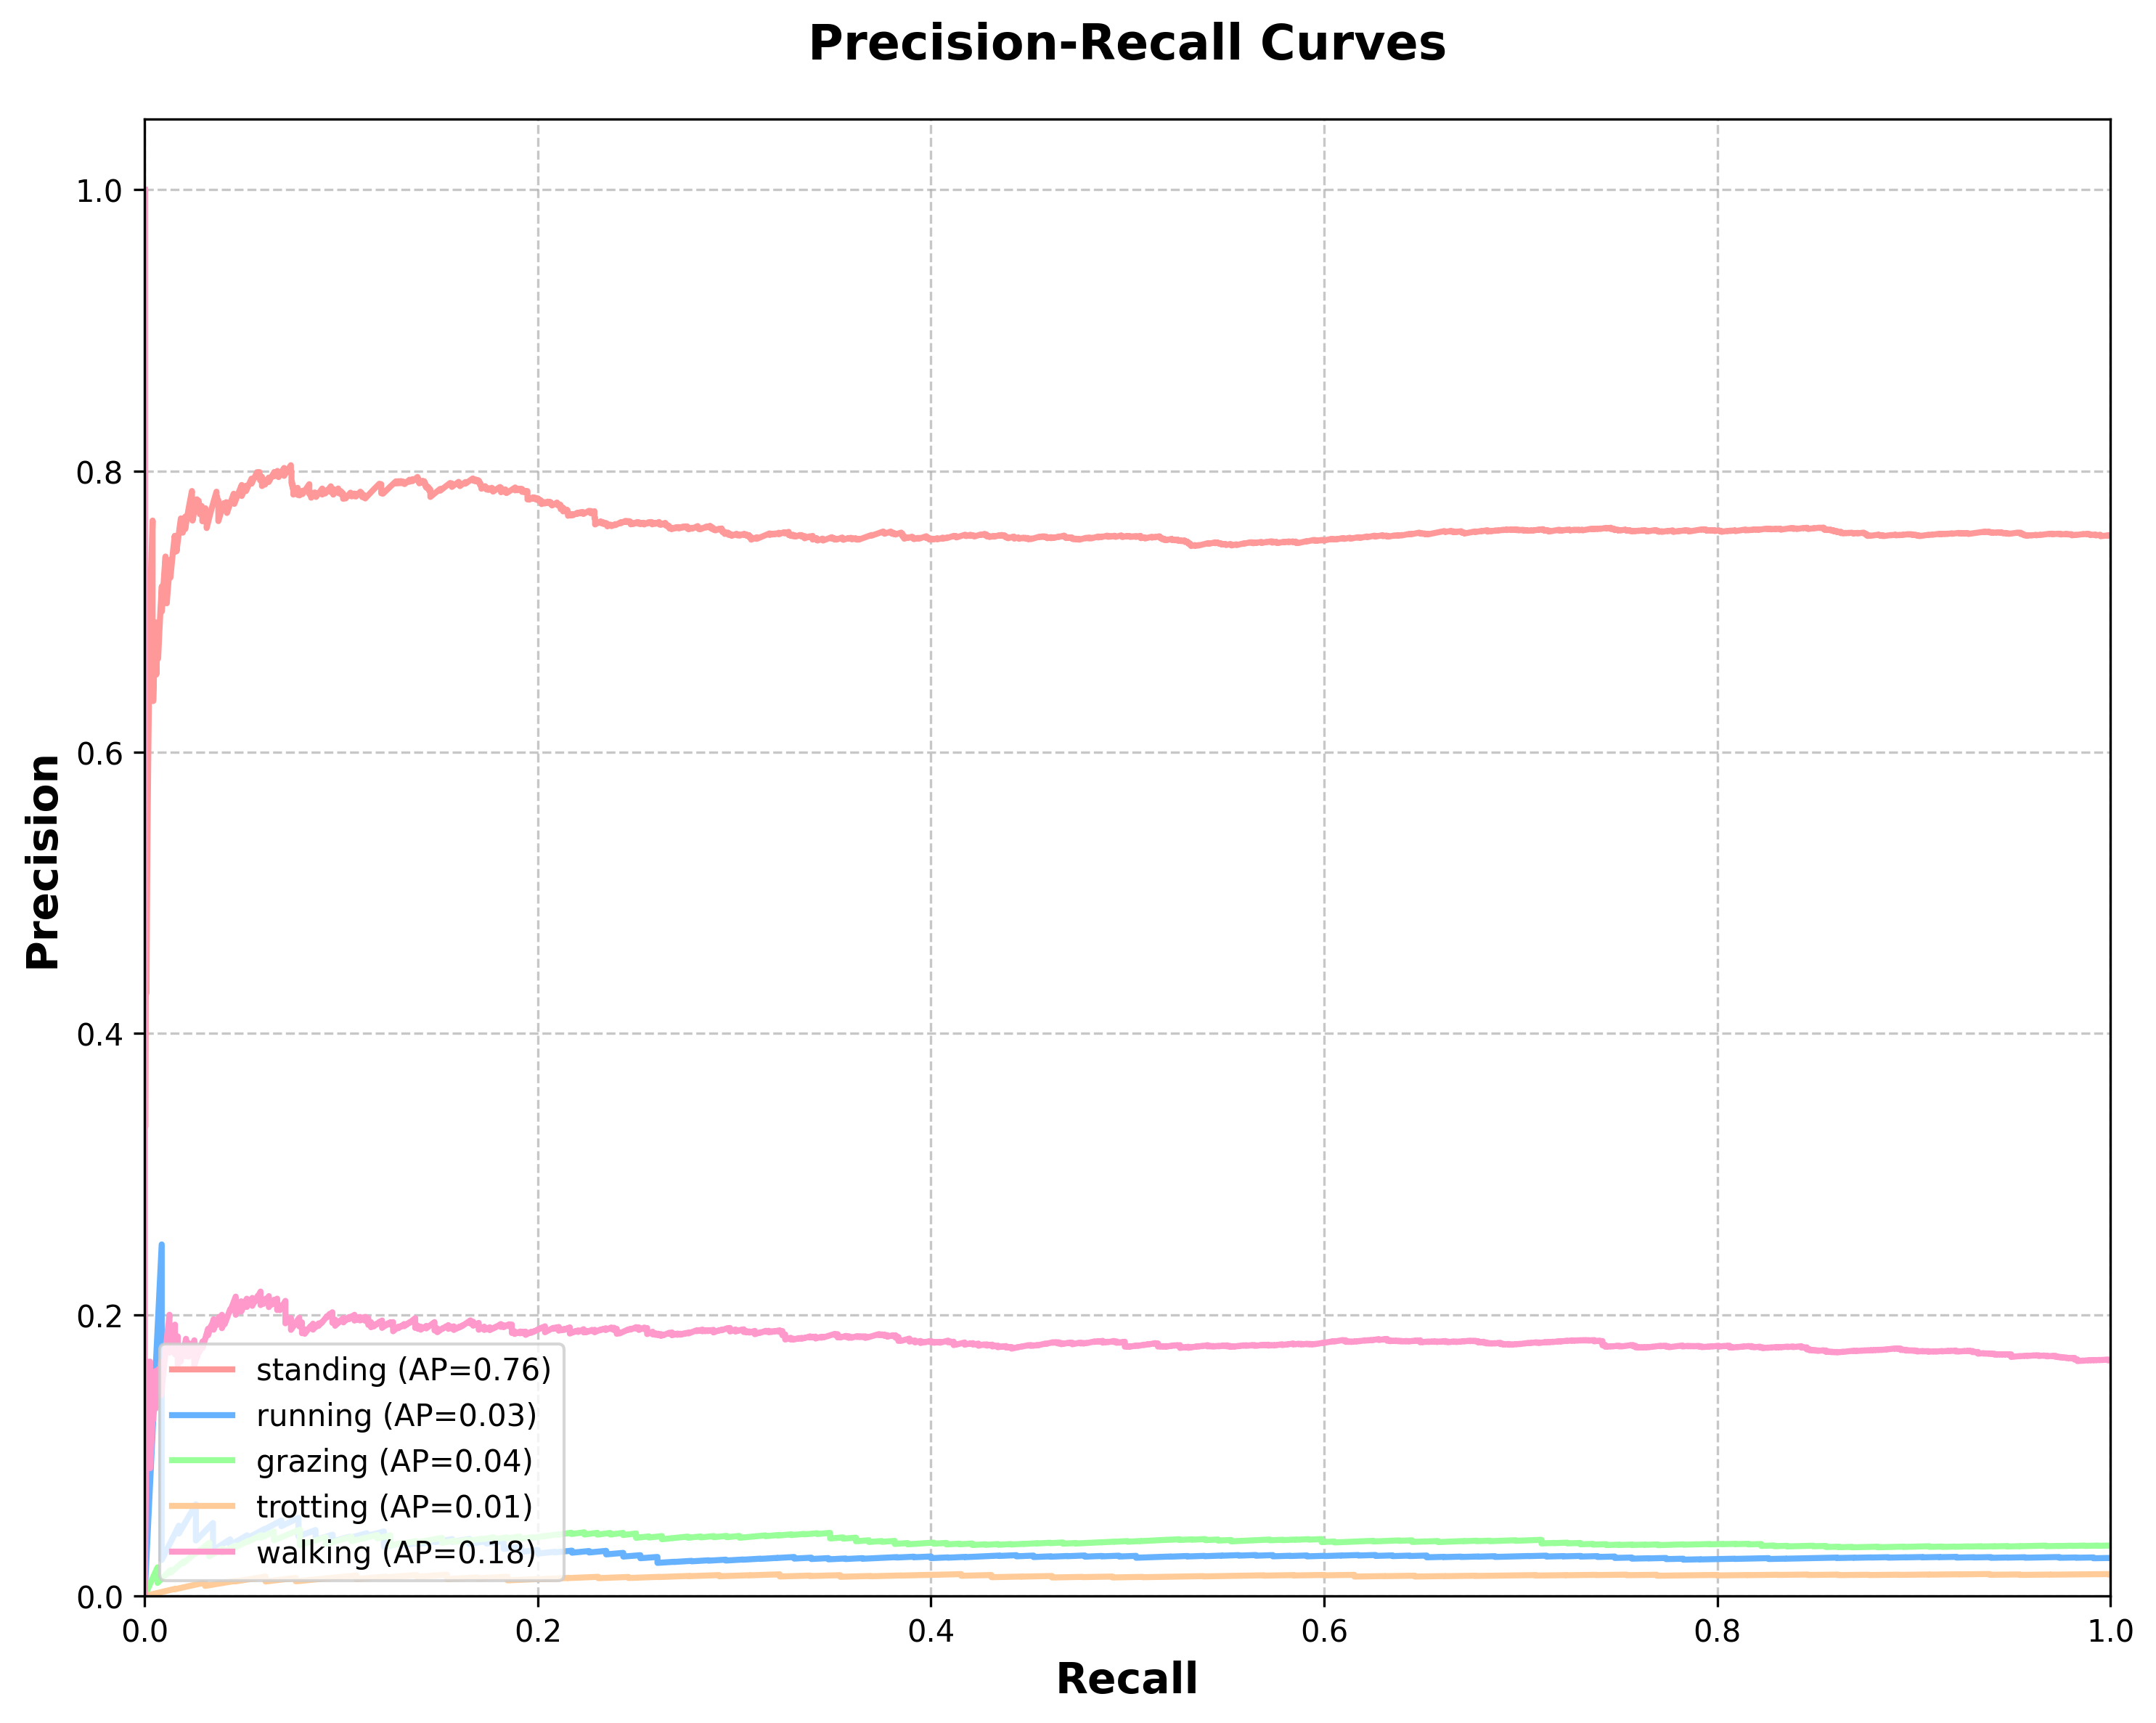 Precision-Recall Curves
Precision
1.0
0.8
0.6
0.4
0.2
0.0
standing (AP=0.76)
running (AP=0.03)
grazing (AP=0.04)
trotting (AP=0.01)
walking (AP=0.18)
0.0 0.2 0.4 0.6 0.8 1.0
Recall